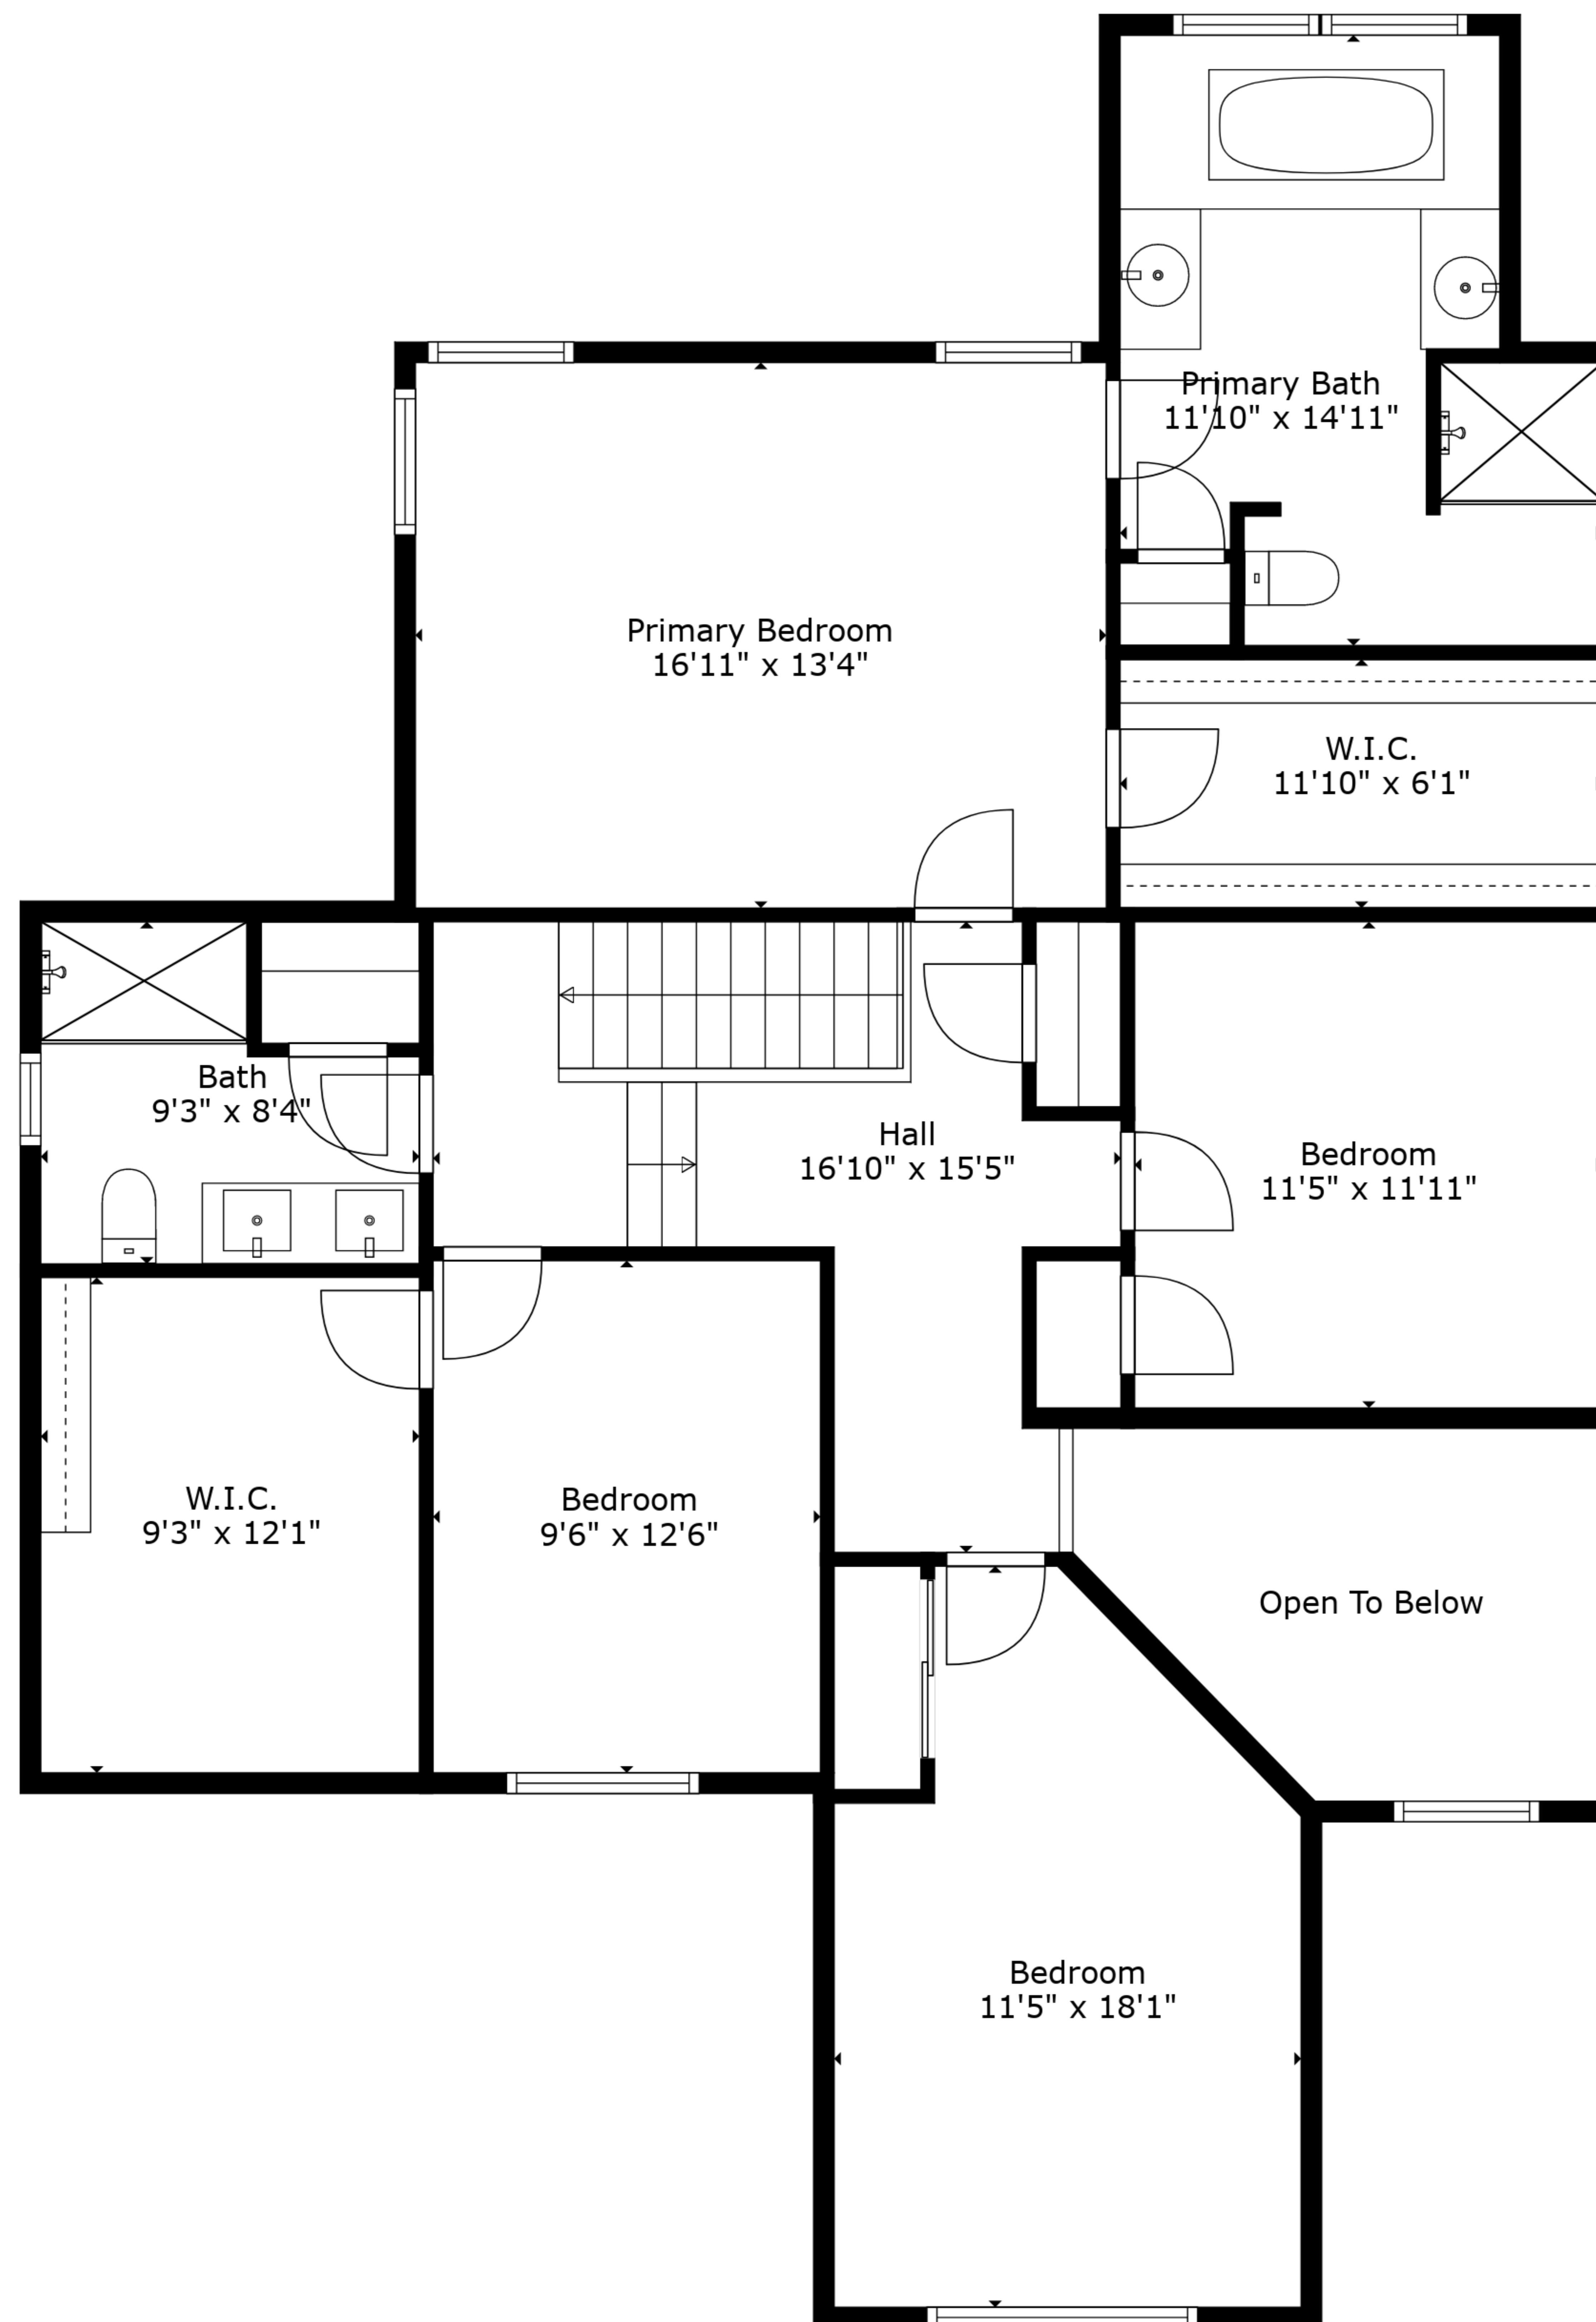 Primary Bath
11'10" x 14'11"
Primary Bedroom
16'11" x 13'4"
W.I.C.
11'10" x 6'1"
Bath
9'3" x 8'4"
Hall
16'10" x 15'5"
Bedroom
11'5" x 11'11"
W.I.C.
9'3" x 12'1"
Bedroom
9'6" x 12'6"
Open To Below
Bedroom
11'5" x 18'1"